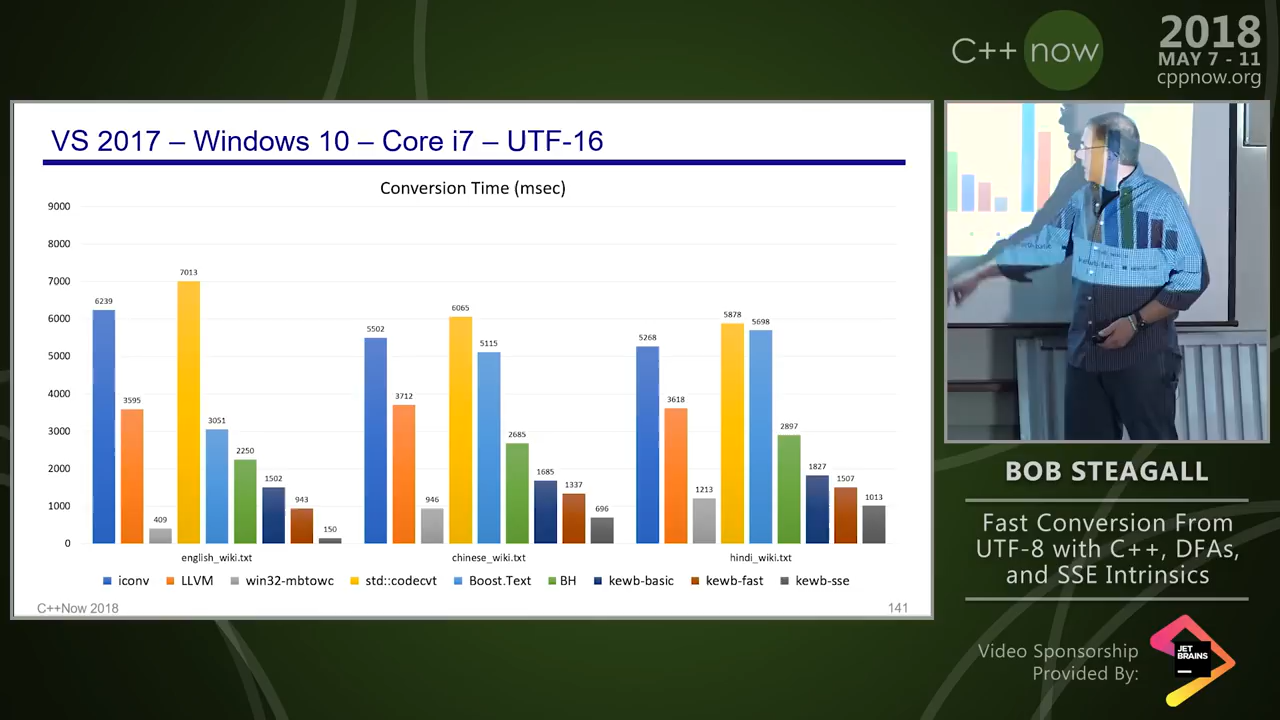 C++ now
2018
MAY 7 - 11
cppnow.org
VS 2017 – Windows 10 – Core i7 – UTF-16
Conversion Time (msec)
9000
8000
7000
6000
5000
4000
3000
2000
1000
0
6239
3595
409
7013
3051
2250
1502
943
150
5502
3712
946
6065
5115
2685
1685
1337
696
5268
3618
1213
5878
5698
2897
1827
1507
1013
english_wiki.txt
chinese_wiki.txt
hindi_wiki.txt
iconv LLVM win32-mbtowc std::codecvt Boost.Text BH kewb-basic kewb-fast kewb-sse
C++Now 2018
141
BOB STEAGALL
Fast Conversion From
UTF-8 with C++, DFAs,
and SSE Intrinsics
Video Sponsorship
Provided By:
JET
BRAINS